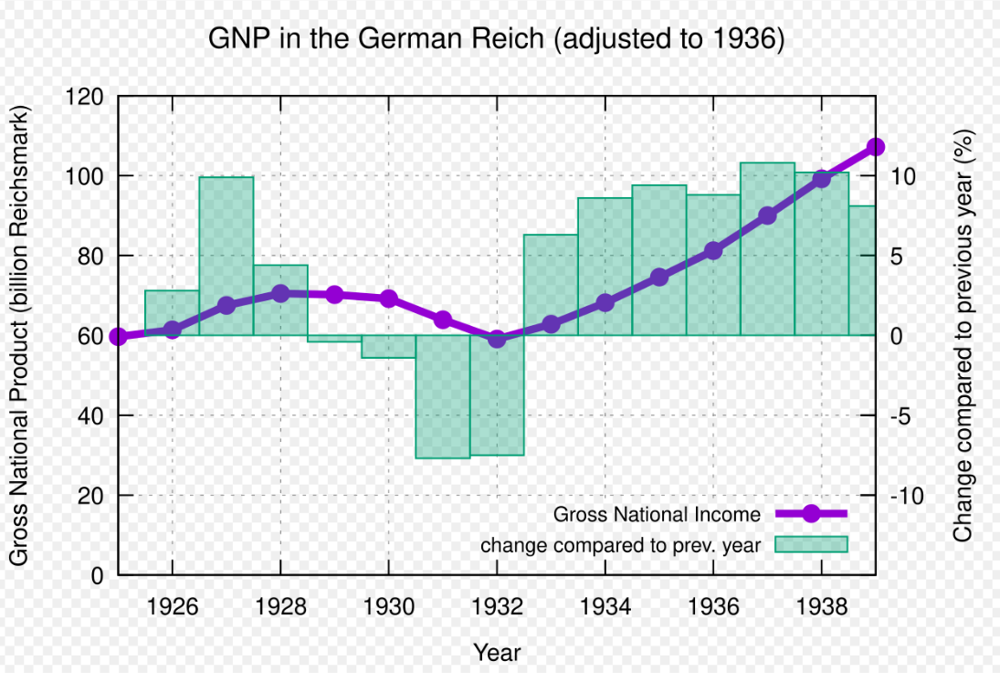 GNP in the German Reich (adjusted to 1936)
Gross National Product (billion Reichsmark)
120
100
80
60
40
20
0
10
5
0
-5
-10
Change compared to previous year (%)
Gross National Income
change compared to prev. year
1926 1928 1930 1932 1934 1936 1938
Year